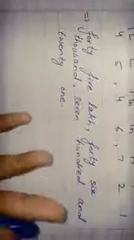 4 5, 4 6, 7 2 1
⇒ forty five lakh, forty six
thousand, seven hundred and
twenty one.